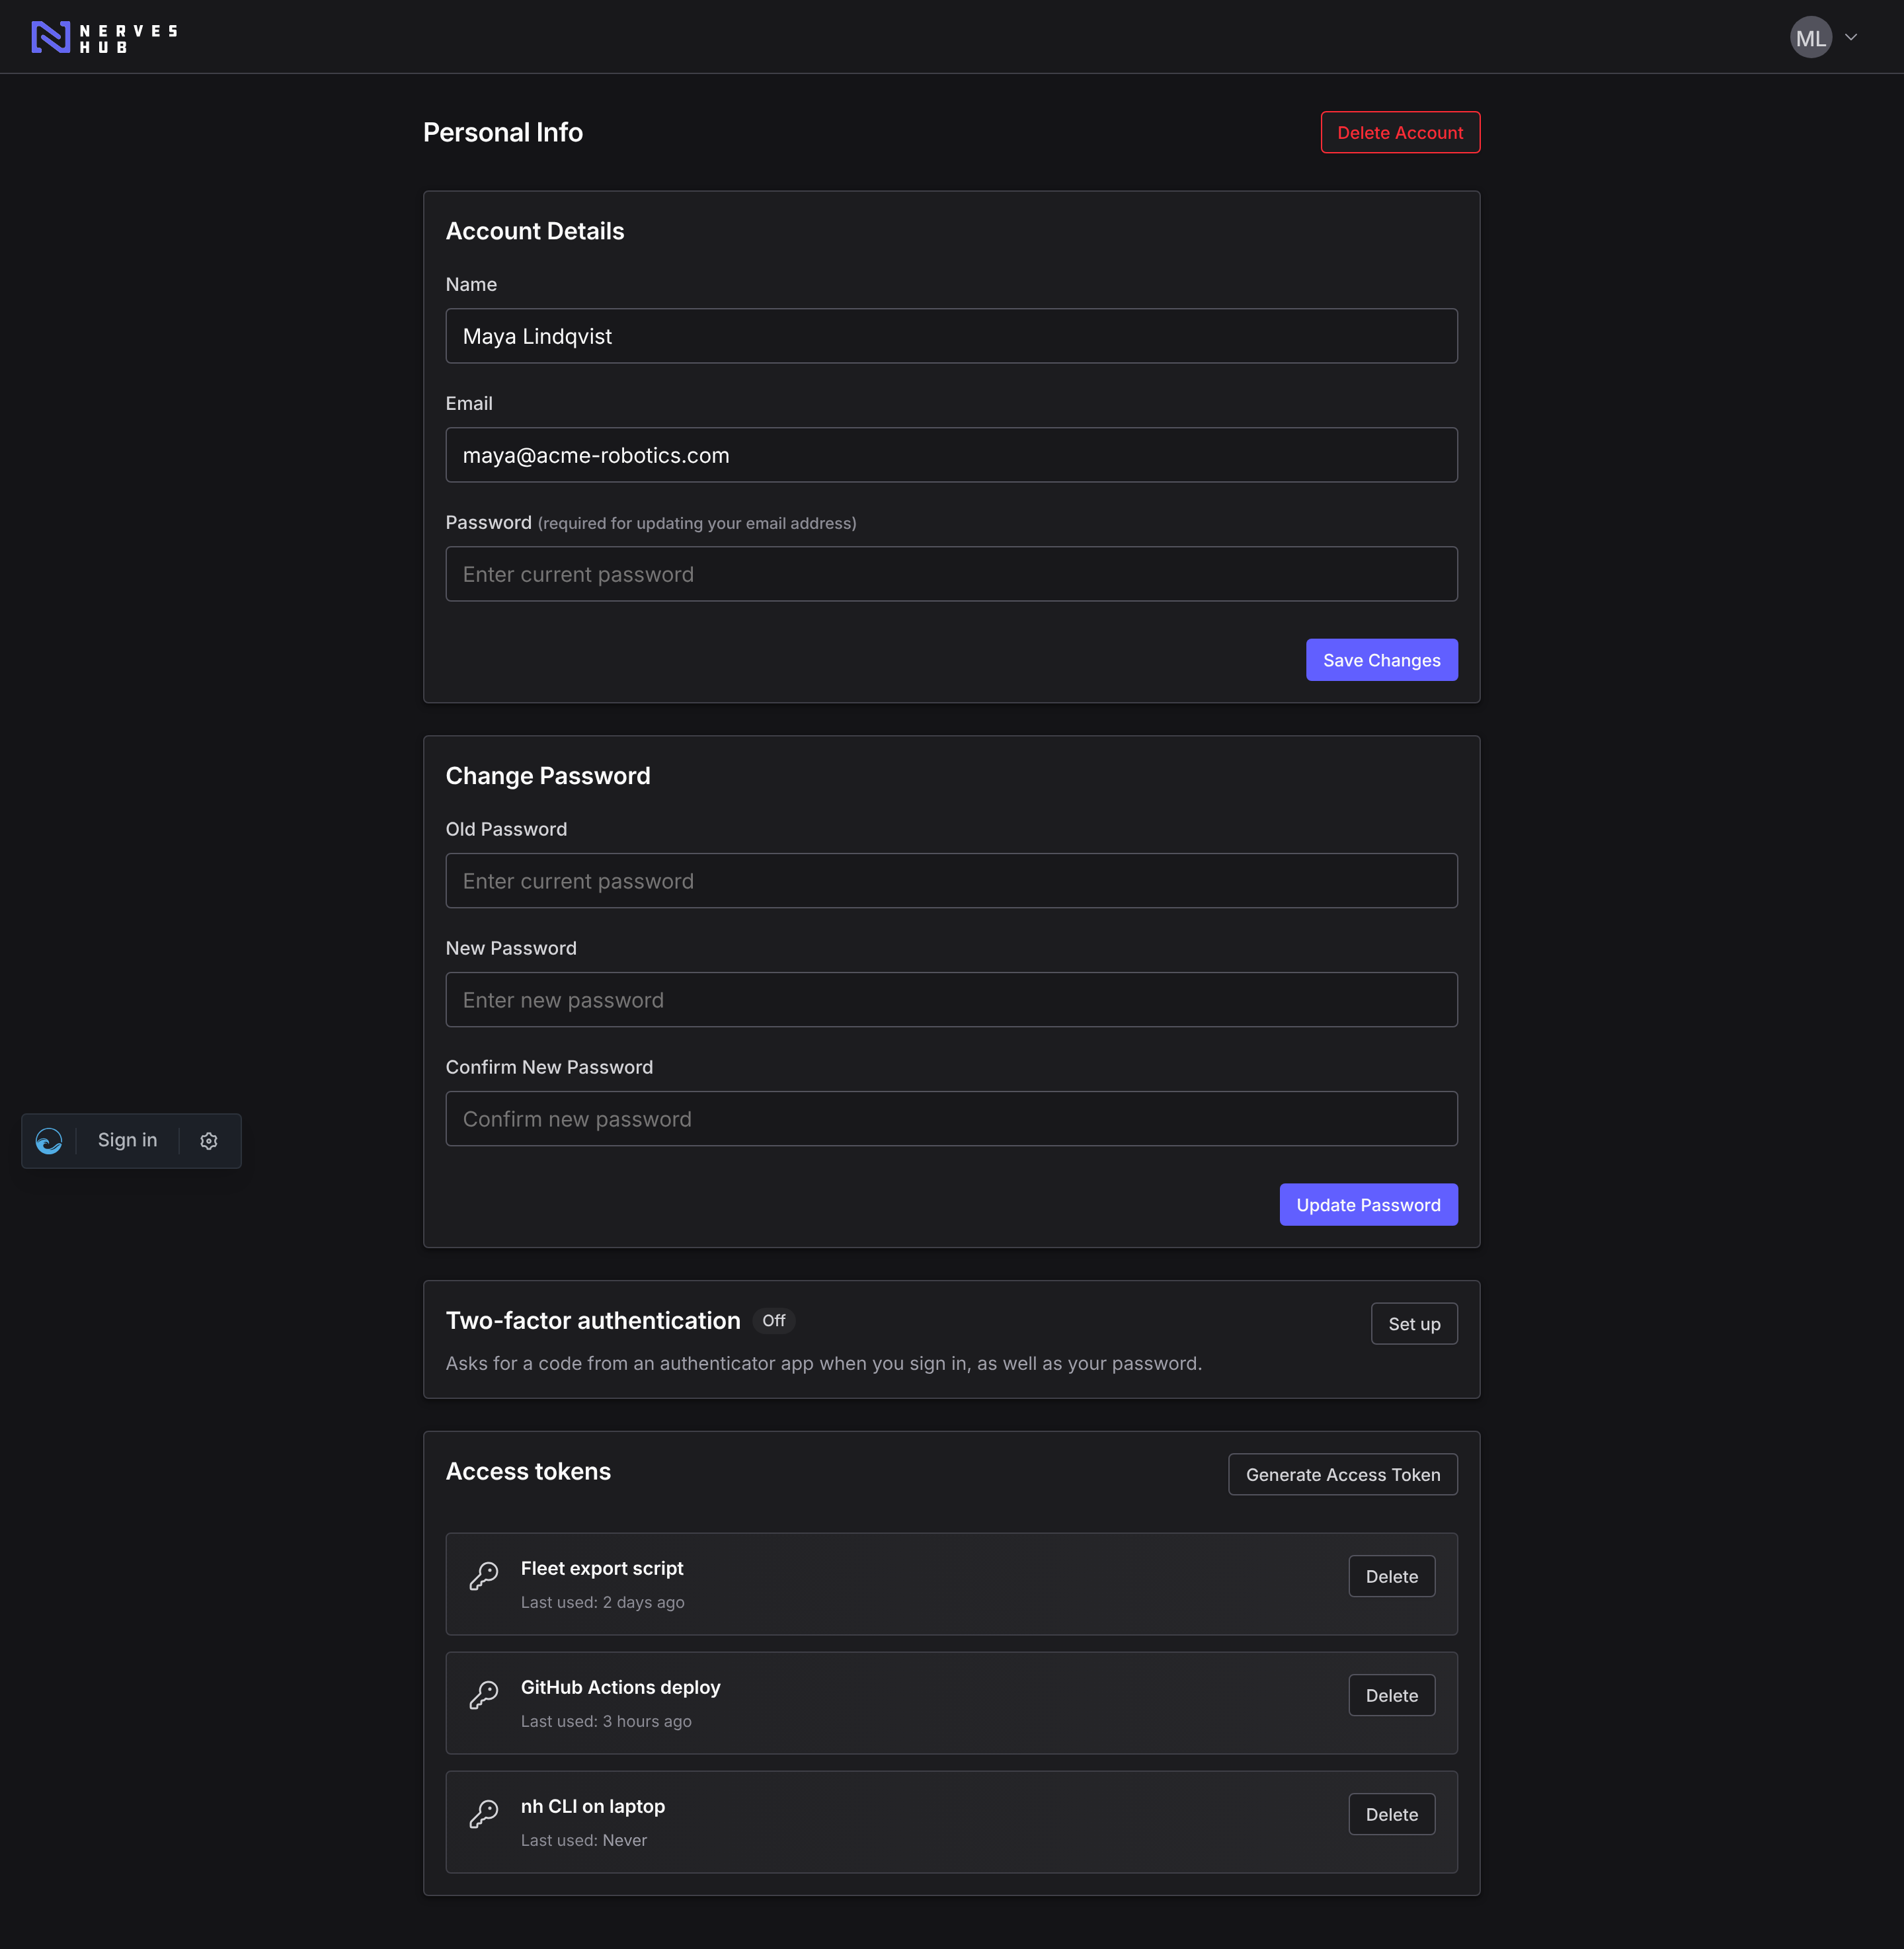 NERVES
HUB
ML
Personal Info
Delete Account
Account Details
Name
Maya Lindqvist
Email
maya@acme-robotics.com
Password (required for updating your email address)
Enter current password
Save Changes
Change Password
Old Password
Enter current password
New Password
Enter new password
Confirm New Password
Confirm new password
Sign in
Update Password
Two-factor authentication Off
Set up
Asks for a code from an authenticator app when you sign in, as well as your password.
Access tokens
Generate Access Token
Fleet export script
Last used: 2 days ago
Delete
GitHub Actions deploy
Last used: 3 hours ago
Delete
nh CLI on laptop
Last used: Never
Delete